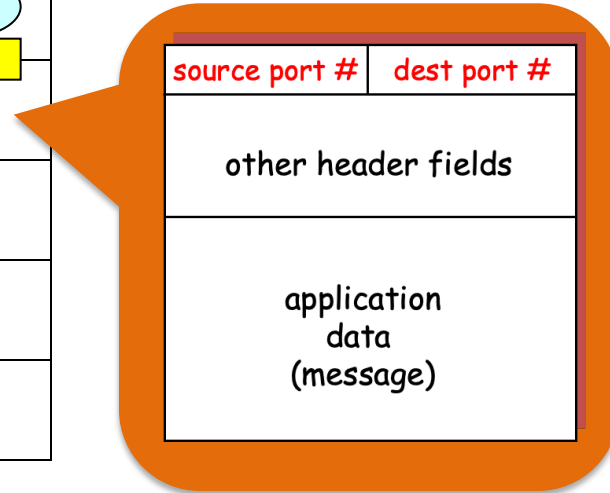 source port # dest port #
other header fields
application
data
(message)